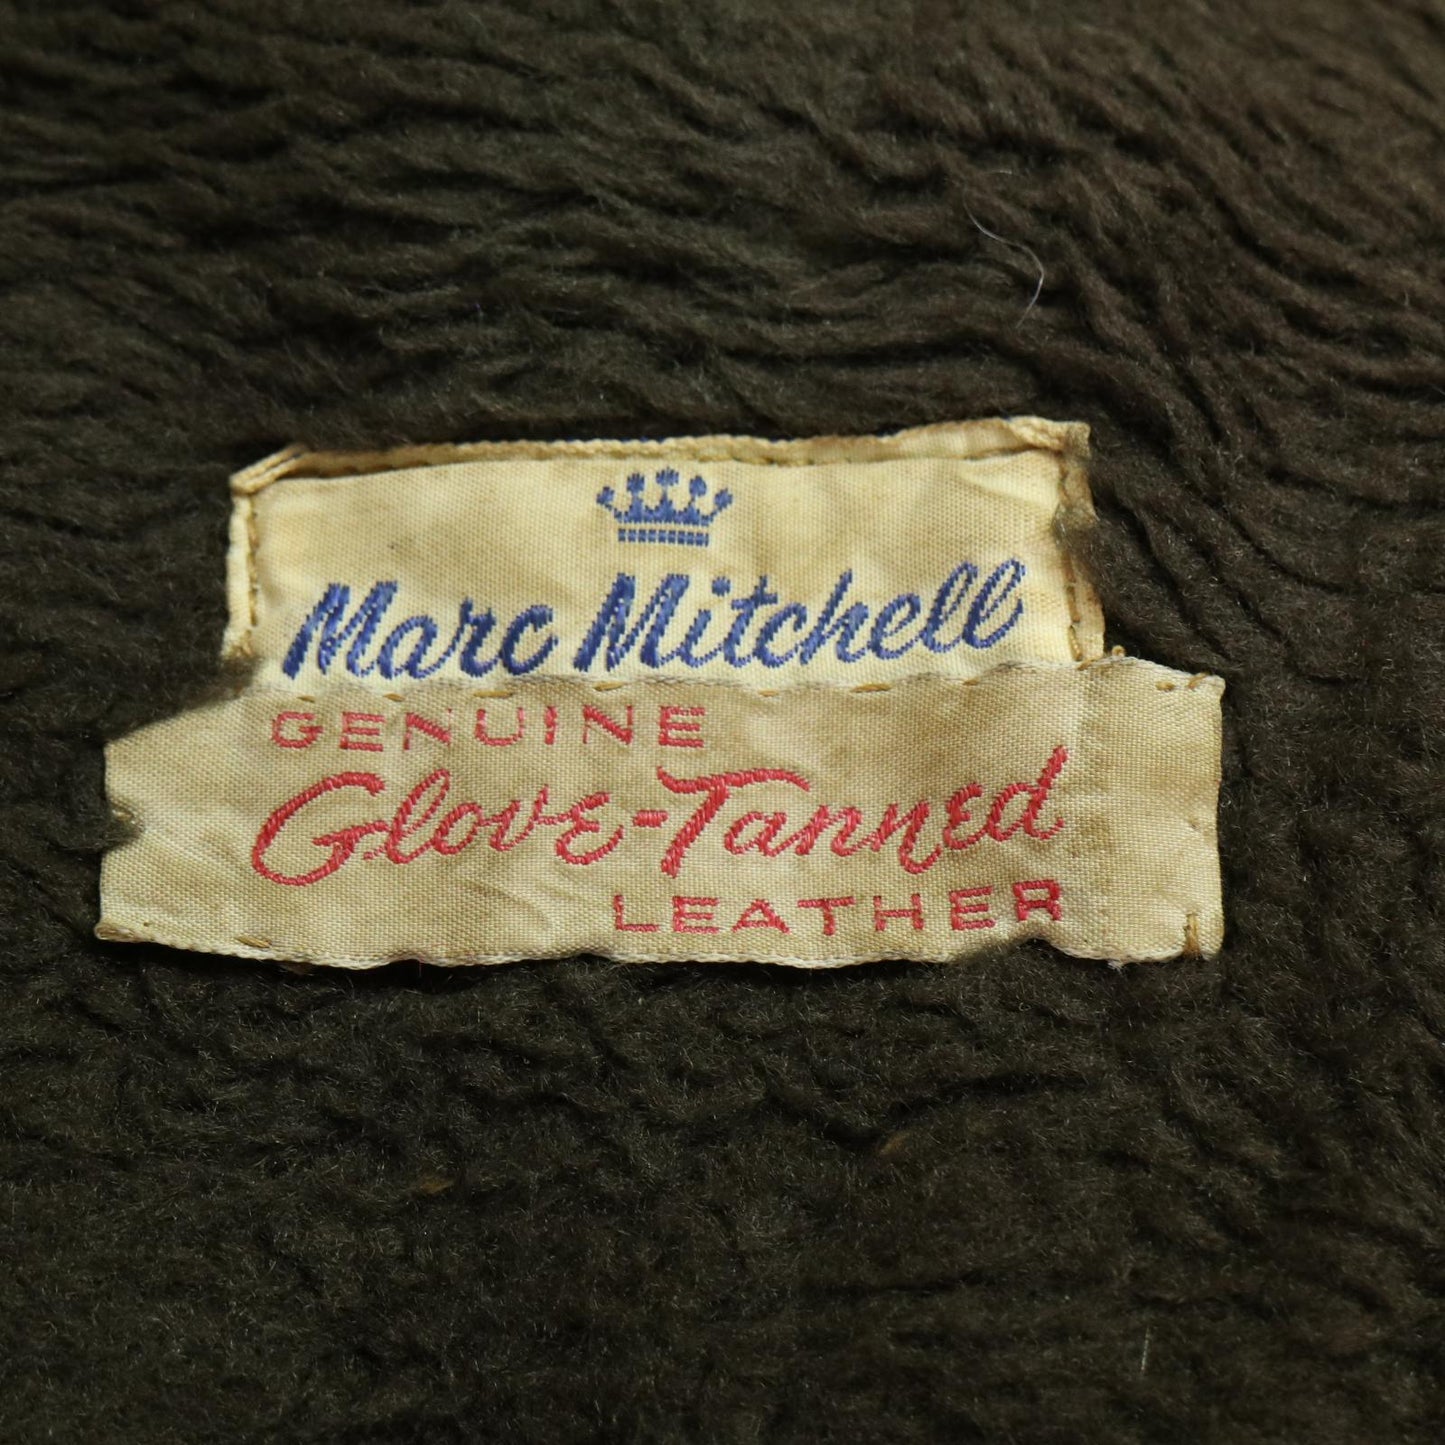 Marc Mitchell
GENUINE
Glove-Tanned
LEATHER